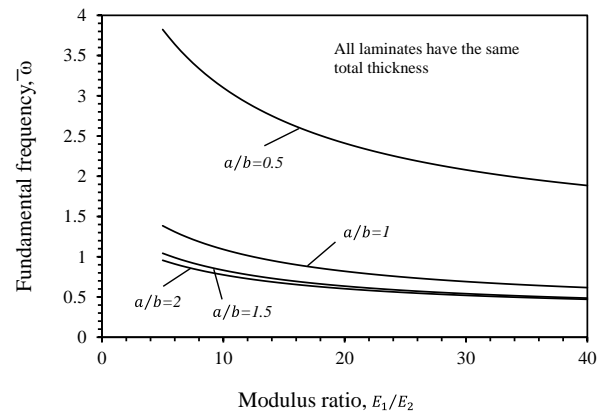 4
3.5
3
2.5
2
1.5
1
0.5
0
0
10
20
30
40
All laminates have the same
total thickness
a/b=0.5
a/b=1
a/b=2
a/b=1.5
Fundamental frequency, ω̅
Modulus ratio, E₁/E₂